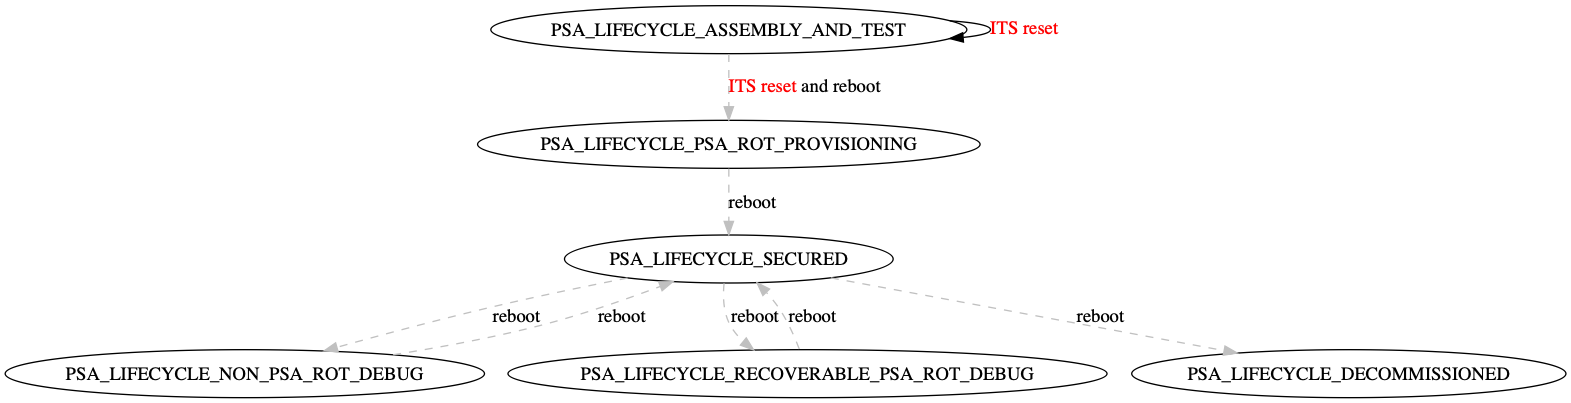 PSA_LIFECYCLE_ASSEMBLY_AND_TEST
ITS reset
ITS reset and reboot
PSA_LIFECYCLE_PSA_ROT_PROVISIONING
reboot
PSA_LIFECYCLE_SECURED
reboot
reboot
reboot
reboot
reboot
PSA_LIFECYCLE_NON_PSA_ROT_DEBUG
PSA_LIFECYCLE_RECOVERABLE_PSA_ROT_DEBUG
PSA_LIFECYCLE_DECOMMISSIONED